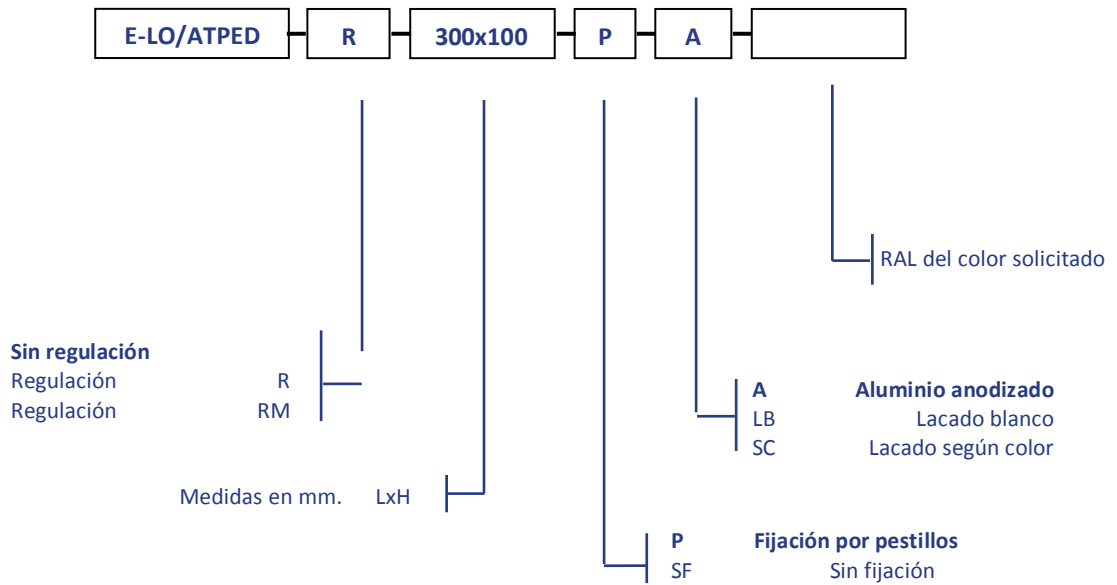 E-LO/ATPED R 300x100 P A
RAL del color solicitado
Sin regulación
Regulación R
Regulación RM
A Aluminio anodizado
LB Lacado blanco
SC Lacado según color
Medidas en mm. LxH
P Fijación por pestillos
SF Sin fijación